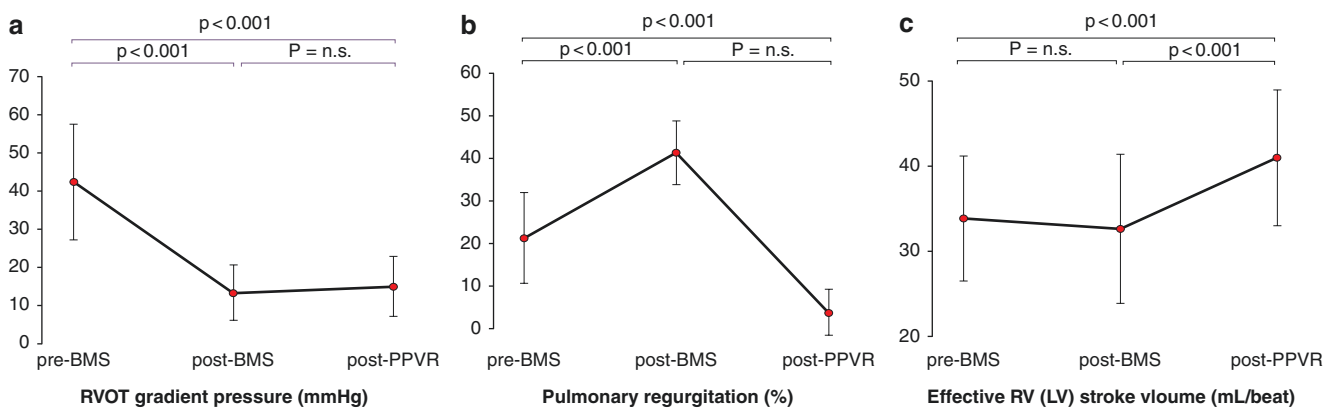 a
p < 0.001
p < 0.001
P = n.s.
70
60
50
40
30
20
10
0
pre-BMS
post-BMS
post-PPVR
RVOT gradient pressure (mmHg)
b
p < 0.001
p < 0.001
P = n.s.
60
50
40
30
20
10
0
pre-BMS
post-BMS
post-PPVR
Pulmonary regurgitation (%)
c
p < 0.001
P = n.s.
p < 0.001
50
40
30
20
pre-BMS
post-BMS
post-PPVR
Effective RV (LV) stroke vloume (mL/beat)